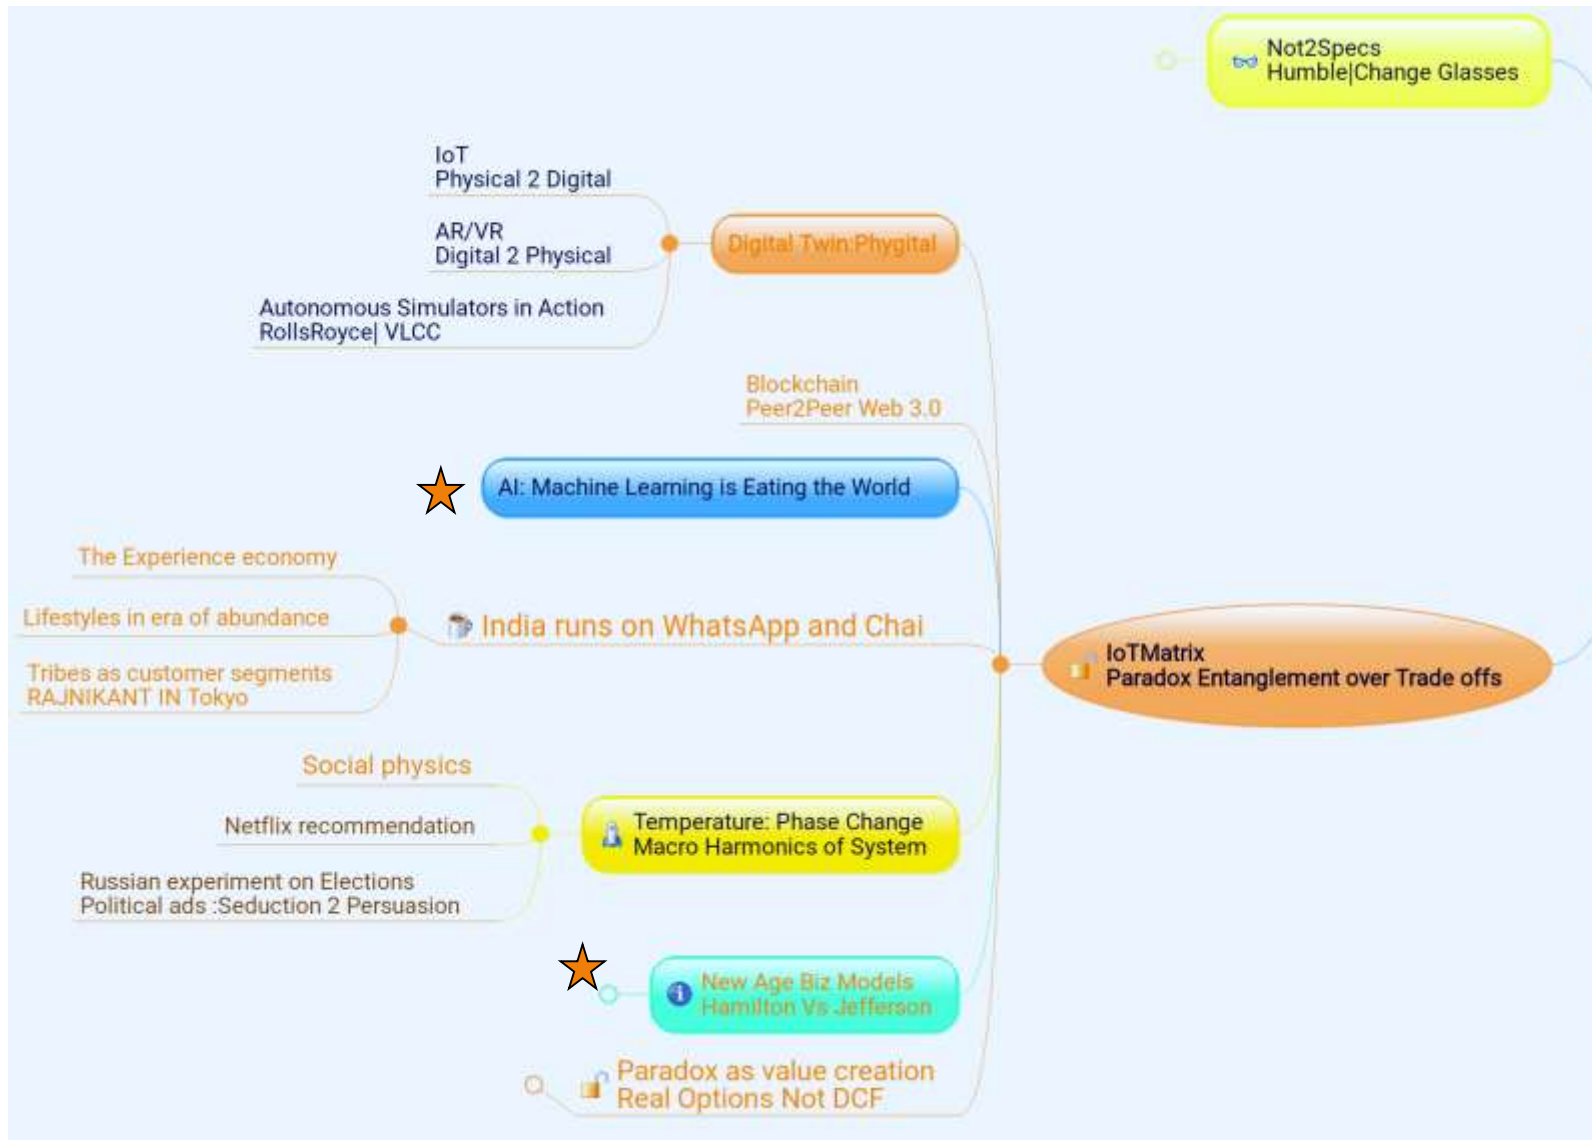 Not2Specs
Humble|Change Glasses
IoT
Physical 2 Digital
AR/VR
Digital 2 Physical
Autonomous Simulators in Action
RollsRoyce| VLCC
Digital Twin Phygital
Blockchain
Peer2Peer Web 3.0
AI: Machine Learning is Eating the World
The Experience economy
Lifestyles in era of abundance
Tribes as customer segments
RAJNIKANT IN Tokyo
India runs on WhatsApp and Chai
IoTMatrix
Paradox Entanglement over Trade offs
Social physics
Netflix recommendation
Russian experiment on Elections
Political ads :Seduction 2 Persuasion
Temperature: Phase Change
Macro Harmonics of System
New Age Biz Models
Hamilton Vs Jefferson
Paradox as value creation
Real Options Not DCF